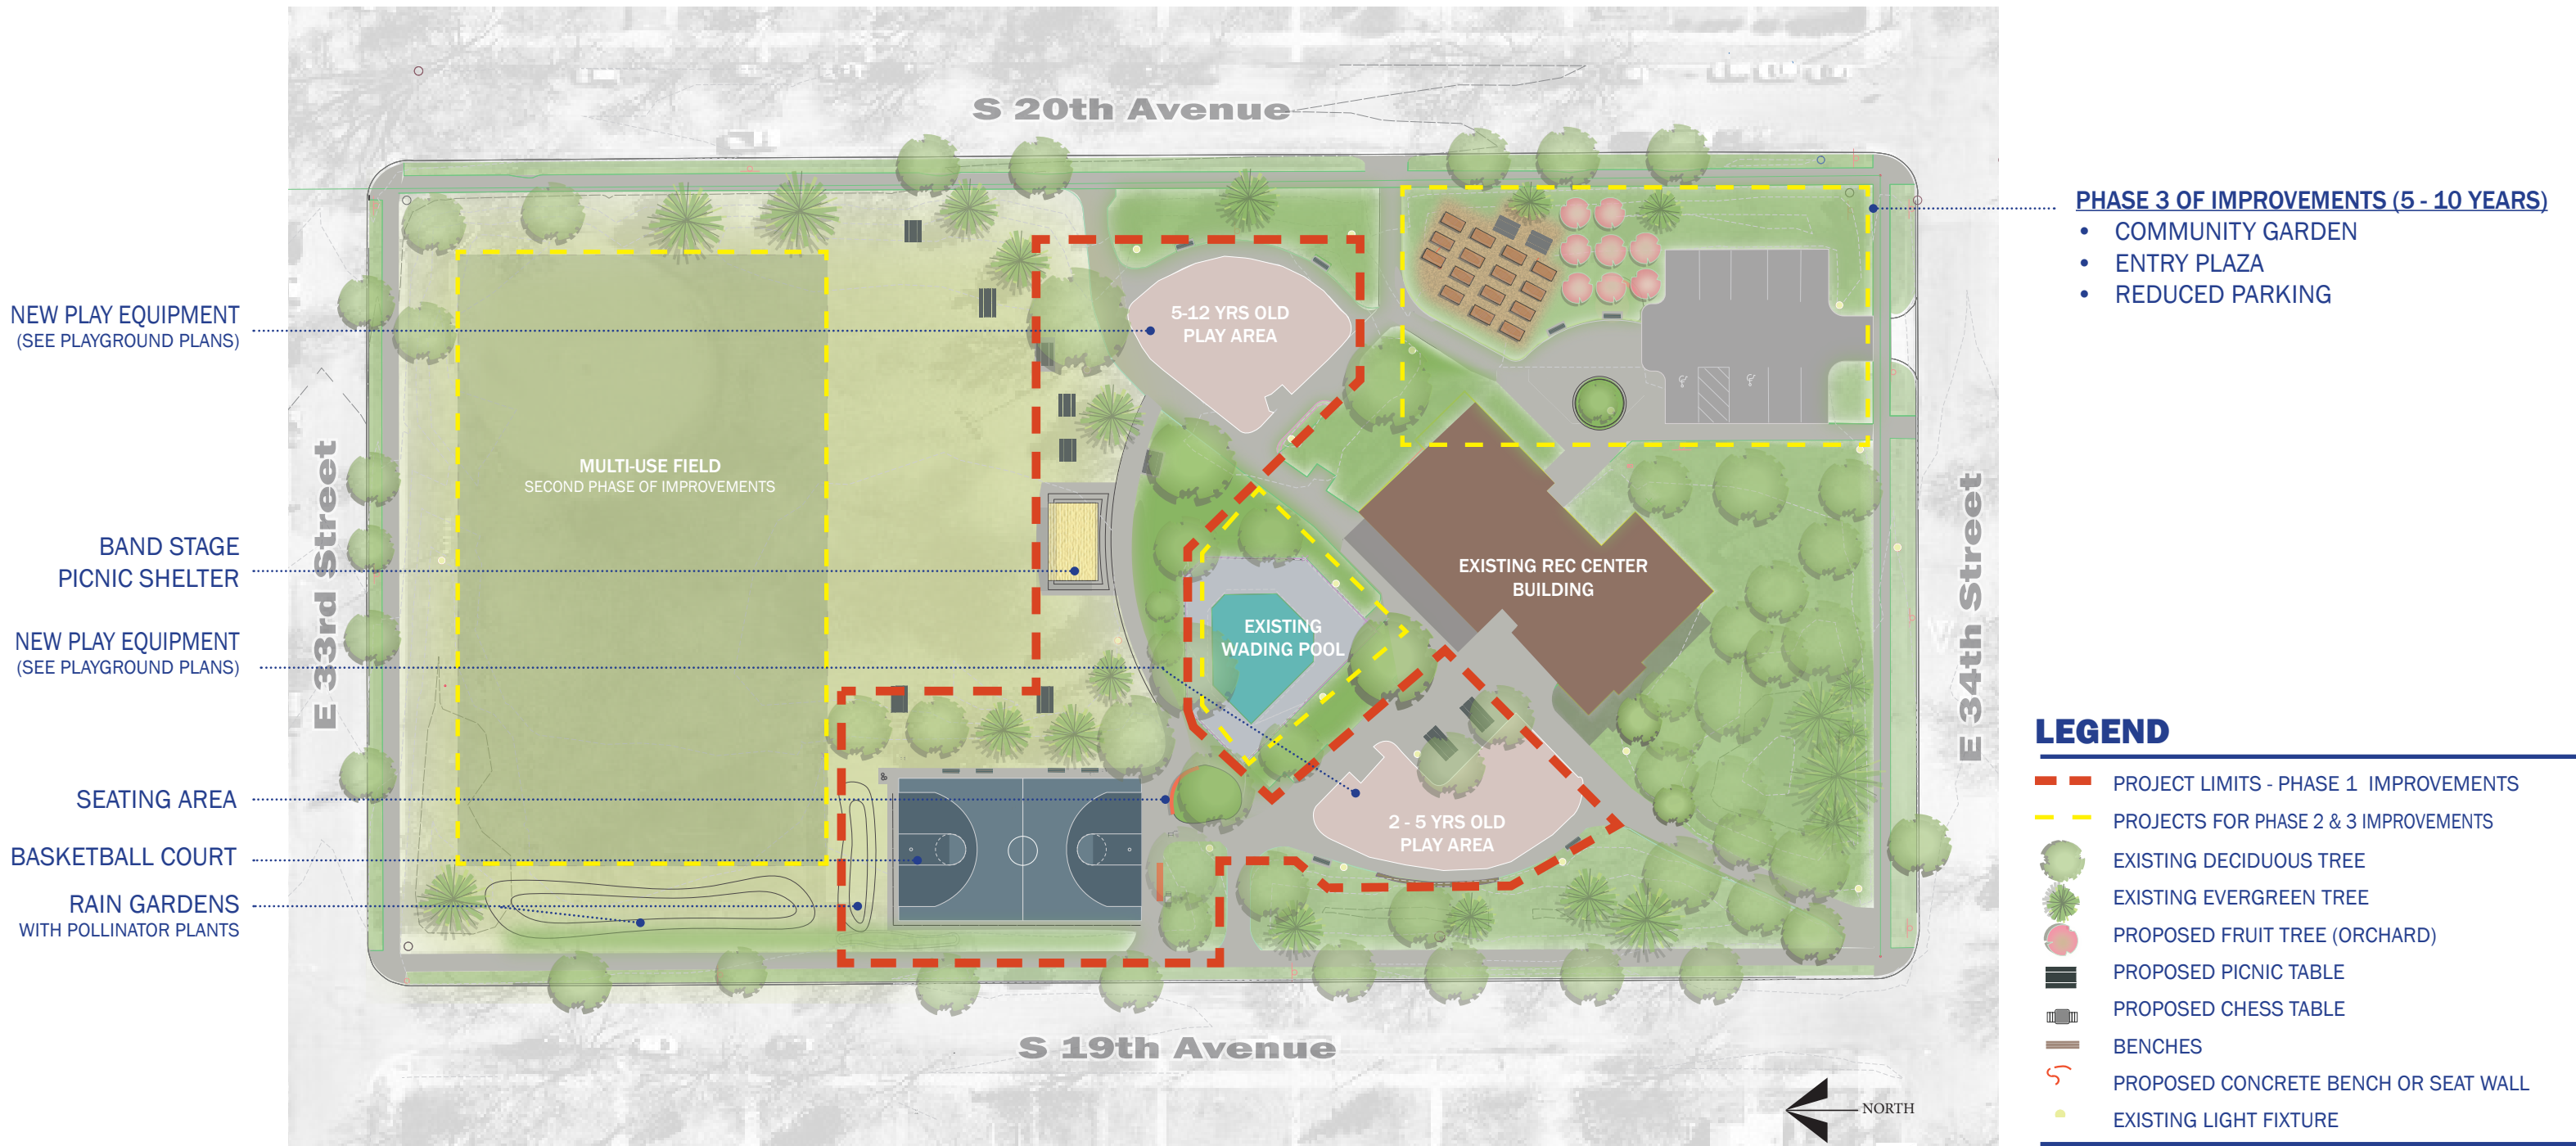 S 20th Avenue
E 33rd Street
E 34th Street
S 19th Avenue
NEW PLAY EQUIPMENT
(SEE PLAYGROUND PLANS)
BAND STAGE
PICNIC SHELTER
NEW PLAY EQUIPMENT
(SEE PLAYGROUND PLANS)
SEATING AREA
BASKETBALL COURT
RAIN GARDENS
WITH POLLINATOR PLANTS
5-12 YRS OLD
PLAY AREA
MULTI-USE FIELD
SECOND PHASE OF IMPROVEMENTS
EXISTING REC CENTER
BUILDING
EXISTING
WADING POOL
2 - 5 YRS OLD
PLAY AREA
PHASE 3 OF IMPROVEMENTS (5 - 10 YEARS)
• COMMUNITY GARDEN
• ENTRY PLAZA
• REDUCED PARKING
LEGEND
PROJECT LIMITS - PHASE 1 IMPROVEMENTS
PROJECTS FOR PHASE 2 & 3 IMPROVEMENTS
EXISTING DECIDUOUS TREE
EXISTING EVERGREEN TREE
PROPOSED FRUIT TREE (ORCHARD)
PROPOSED PICNIC TABLE
PROPOSED CHESS TABLE
BENCHES
PROPOSED CONCRETE BENCH OR SEAT WALL
EXISTING LIGHT FIXTURE
NORTH